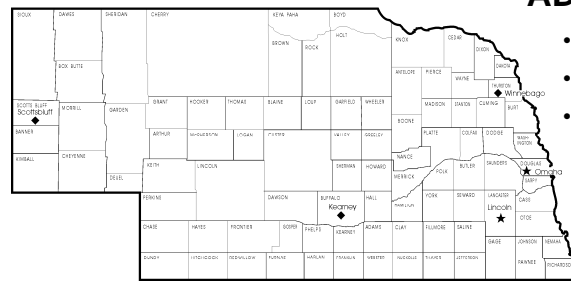 AD
SIOUX
DAWES
SHERIDAN
CHERRY
KEYA PAHA
BOYD
BROWN
ROCK
HOLT
KNOX
CEDAR
DIXON
DAKOTA
BOX BUTTE
ANTELOPE
PIERCE
WAYNE
THURSTON
Winnebago
SCOTTS BLUFF
Scottsbluff
MORRILL
GARDEN
GRANT
HOOKER
THOMAS
BLAINE
LOUP
GARFIELD
WHEELER
MADISON
STANTON
CUMING
BURT
BOONE
BANNER
ARTHUR
McPHERSON
LOGAN
CUSTER
VALLEY
GREELEY
PLATTE
COLFAX
DODGE
WASH-
INGTON
KIMBALL
CHEYENNE
KEITH
LINCOLN
SHERMAN
HOWARD
NANCE
MERRICK
POLK
BUTLER
SAUNDERS
DOUGLAS
Omaha
SARPY
DEUEL
PERKINS
DAWSON
BUFFALO
Kearney
HALL
HAMILTON
YORK
SEWARD
LANCASTER
Lincoln
CASS
OTOE
CHASE
HAYES
FRONTIER
GOSPER
PHELPS
KEARNEY
ADAMS
CLAY
FILLMORE
SALINE
GAGE
JOHNSON
NEMAHA
DUNDY
HITCHCOCK
REDWILLOW
FURNAS
HARLAN
FRANKLIN
WEBSTER
NUCKOLLS
THAYER
JEFFERSON
PAWNEE
RICHARDSO